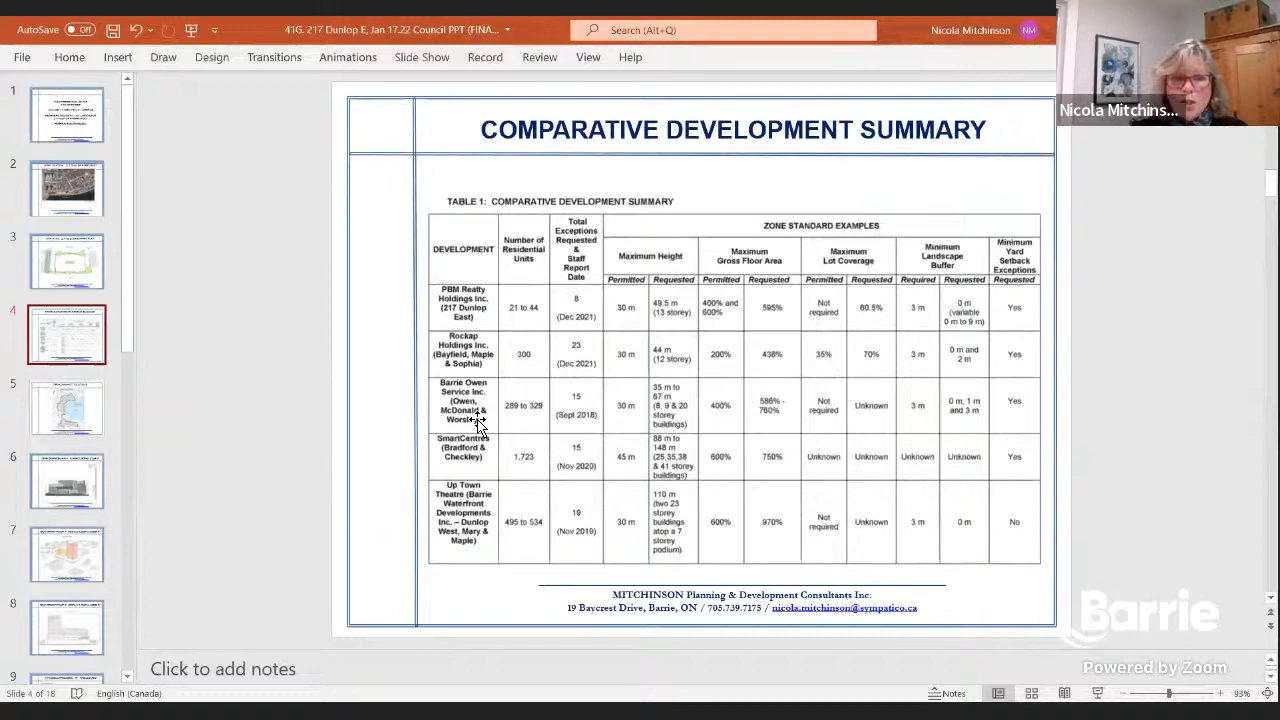 AutoSave Off
41G. 217 Dunlop E, Jan 17.22 Council PPT (FINA...
Search (Alt+Q)
Nicola Mitchinson NM
File Home Insert Draw Design Transitions Animations Slide Show Record Review View Help
Nicola Mitchins...
1
2
3
4
5
6
7
8
9
COMPARATIVE DEVELOPMENT SUMMARY
TABLE 1: COMPARATIVE DEVELOPMENT SUMMARY
DEVELOPMENT
Number of
Residential
Units
Total
Exceptions
Requested
&
Staff
Report
Date
ZONE STANDARD EXAMPLES
Maximum Height
Maximum
Gross Floor Area
Maximum
Lot Coverage
Minimum
Landscape
Buffer
Minimum
Yard
Setback
Exceptions
Permitted Requested Permitted Requested Permitted Requested Required Requested Requested
PBM Realty
Holdings Inc.
(217 Dunlop
East)
21 to 44
8
(Dec 2021)
30 m
49.5 m
(13 storey)
400% and
600%
595%
Not
required
60.5%
3 m
0 m
(variable
0 m to 9 m)
Yes
Rockap
Holdings Inc.
(Bayfield, Maple
& Sophia)
300
23
(Dec 2021)
30 m
44 m
(12 storey)
200%
438%
35%
70%
3 m
0 m and
2 m
Yes
Barrie Owen
Service Inc.
(Owen,
McDonald &
289 to 329
15
(Sept 2018)
30 m
35 m to
67 m
(8, 9 & 20
storey
buildings)
400%
586% -
760%
Not
required
Unknown
3 m
0 m, 1 m
and 3 m
Yes
SmartCentres
(Bradford &
Checkley)
1,723
15
(Nov 2020)
45 m
88 m to
148 m
(25,35,38
& 41 storey
buildings)
600%
750%
Unknown
Unknown
Unknown
Unknown
Yes
Up Town
Theatre (Barrie
Waterfront
Developments
Inc. – Dunlop
West, Mary &
Maple)
495 to 534
19
(Nov 2019)
30 m
110 m
(two 23
storey
buildings
atop a 7
storey
podium)
600%
970%
Not
required
Unknown
3 m
0 m
No
MITCHINSON Planning & Development Consultants Inc.
19 Baycrest Drive, Barrie, ON / 705.739.7175 / nicola.mitchinson@sympatico.ca
Barrie
Powered by Zoom
Click to add notes
Slide 4 of 18 English (Canada) Notes 93%